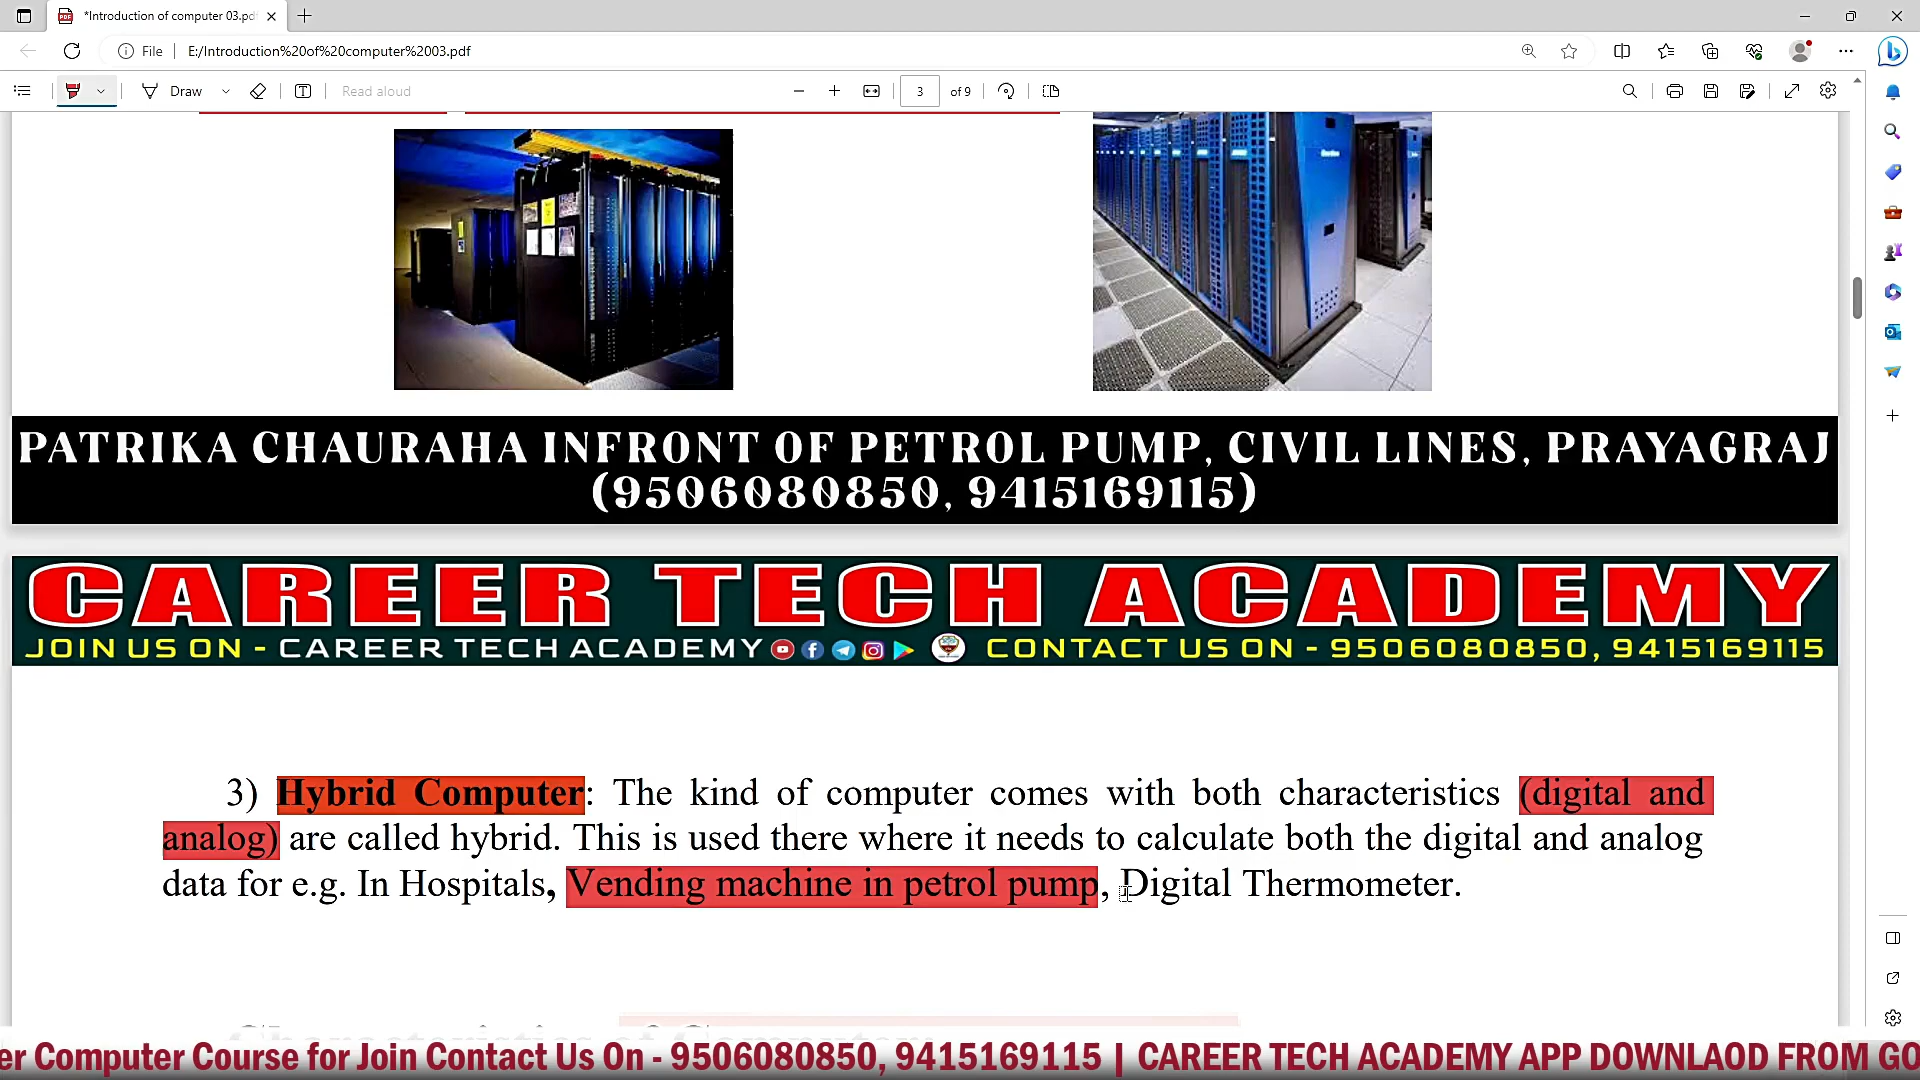 *Introduction of computer 03.pd
File E:/Introduction%20of%20computer%2003.pdf
Draw Read aloud 3 of 9
PATRIKA CHAURAHA INFRONT OF PETROL PUMP, CIVIL LINES, PRAYAGRAJ
(9506080850, 9415169115)
CAREER TECH ACADEMY
JOIN US ON - CAREER TECH ACADEMY CONTACT US ON - 9506080850, 9415169115
3) Hybrid Computer: The kind of computer comes with both characteristics (digital and
analog) are called hybrid. This is used there where it needs to calculate both the digital and analog
data for e.g. In Hospitals, Vending machine in petrol pump, Digital Thermometer.
er Computer Course for Join Contact Us On - 9506080850, 9415169115 | CAREER TECH ACADEMY APP DOWNLAOD FROM GO